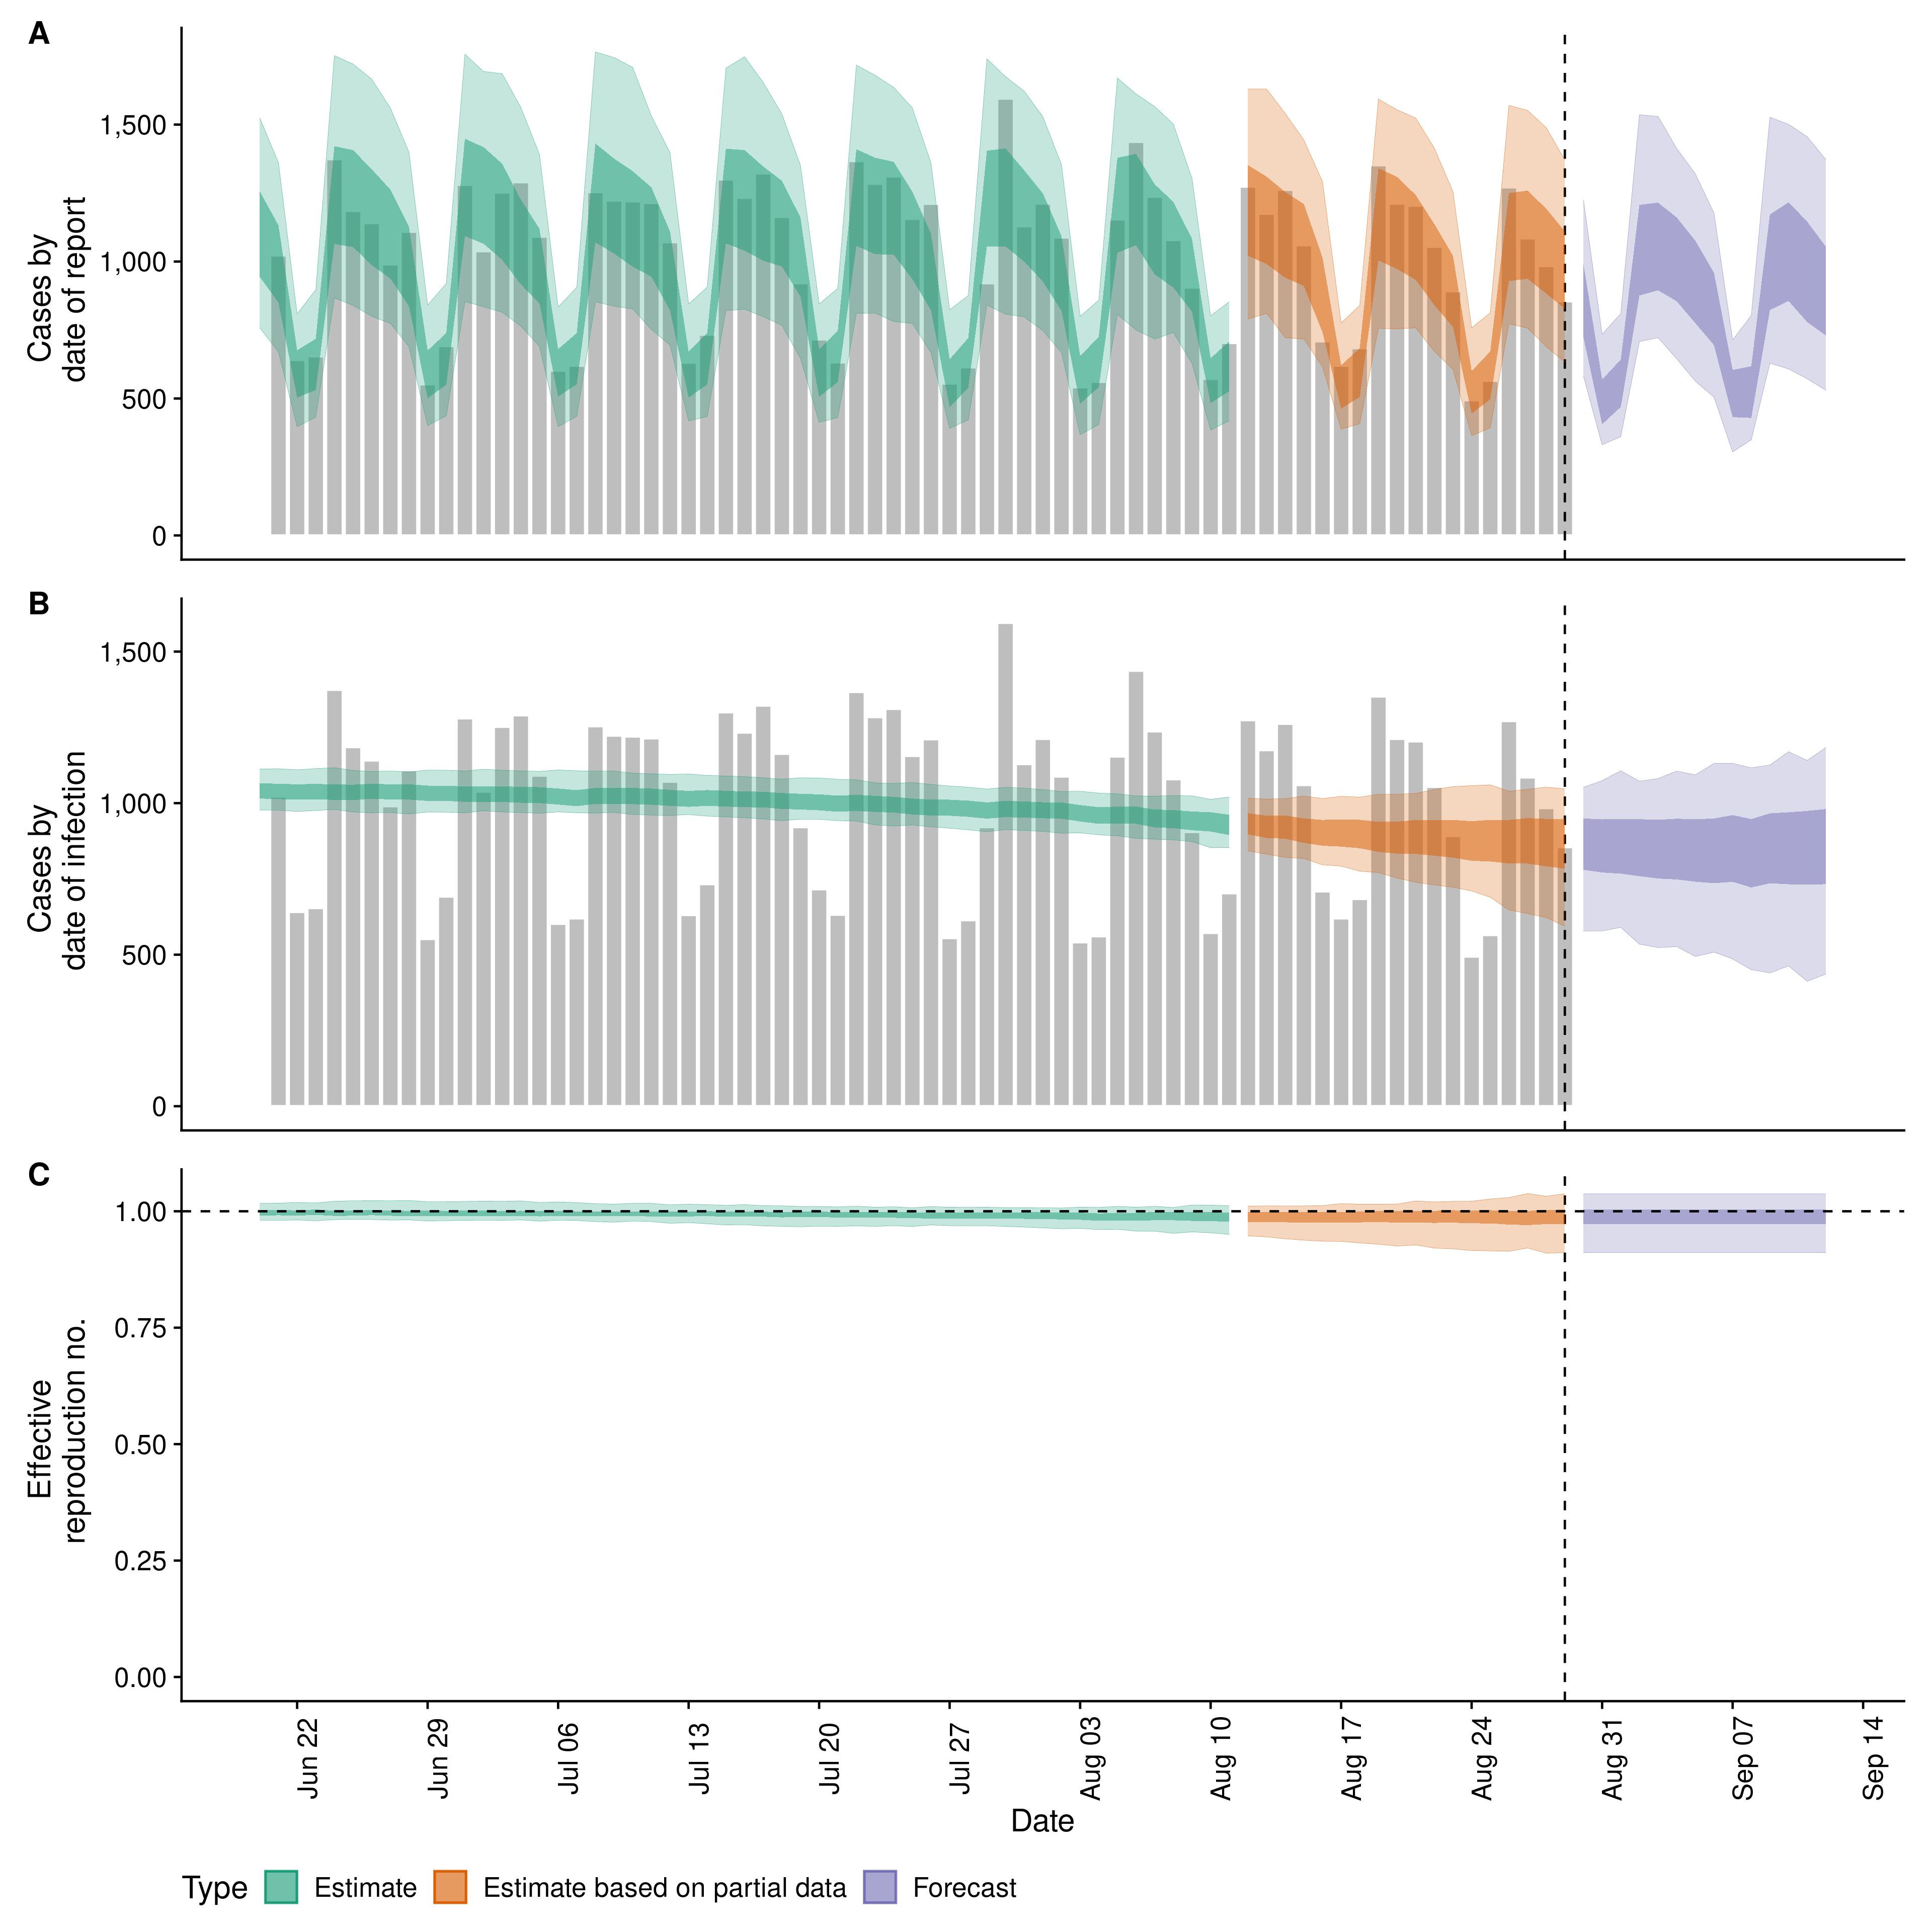 A
Cases by
date of report
1,500
1,000
500
0
B
Cases by
date of infection
1,500
1,000
500
0
C
Effective
reproduction no.
1.00
0.75
0.50
0.25
0.00
Jun 22
Jun 29
Jul 06
Jul 13
Jul 20
Jul 27
Aug 03
Aug 10
Aug 17
Aug 24
Aug 31
Sep 07
Sep 14
Date
Type Estimate Estimate based on partial data Forecast